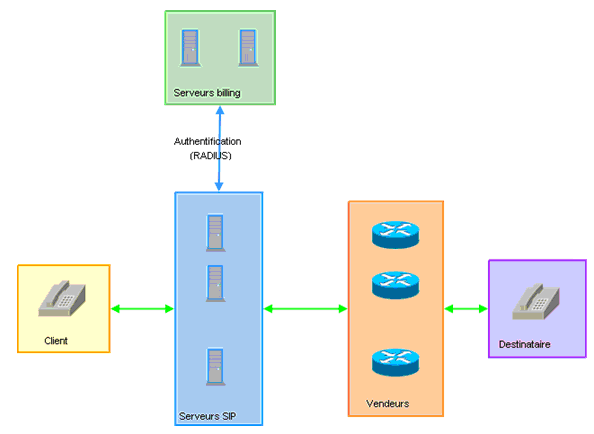 Serveurs billing
Authentification
(RADIUS)
Client
Serveurs SIP
Vendeurs
Destinataire